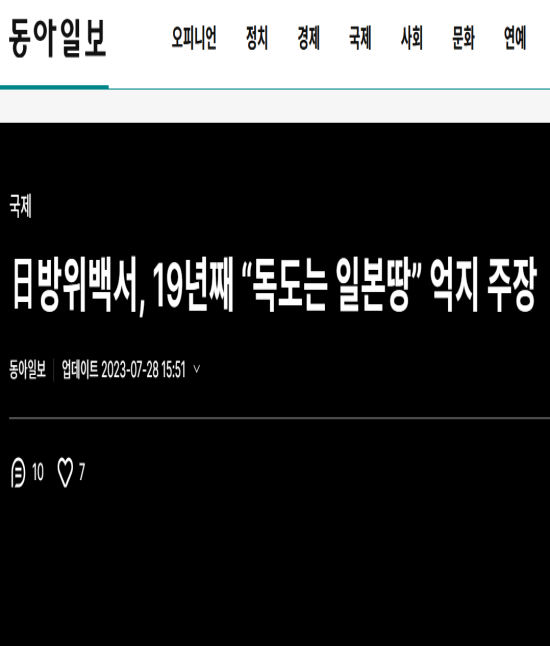 동아일보
오피니언 정치 경제 국제 사회 문화 연예
국제
日방위백서, 19년째 “독도는 일본땅” 억지 주장
동아일보 업데이트 2023-07-28 15:51
10 7